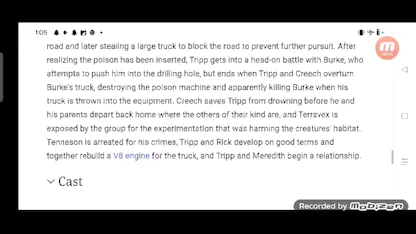 1:05
road and later stealing a large truck to block the road to prevent further pursuit. After
realizing the poison has been inserted, Tripp gets into a head-on battle with Burke, who
attempts to push him into the drilling hole, but ends when Tripp and Creech overturn
Burke's truck, destroying the poison machine and apparently killing Burke when his
truck is thrown into the equipment. Creech saves Tripp from drowning before he and
his parents depart back home where the others of their kind are, and Terravex is
exposed by the group for the experimentation that was harming the creatures' habitat.
Tenneson is arrested for his crimes, Tripp and Rick develop on good terms and
together rebuild a V8 engine for the truck, and Tripp and Meredith begin a relationship.
Cast
Recorded by Mobizen